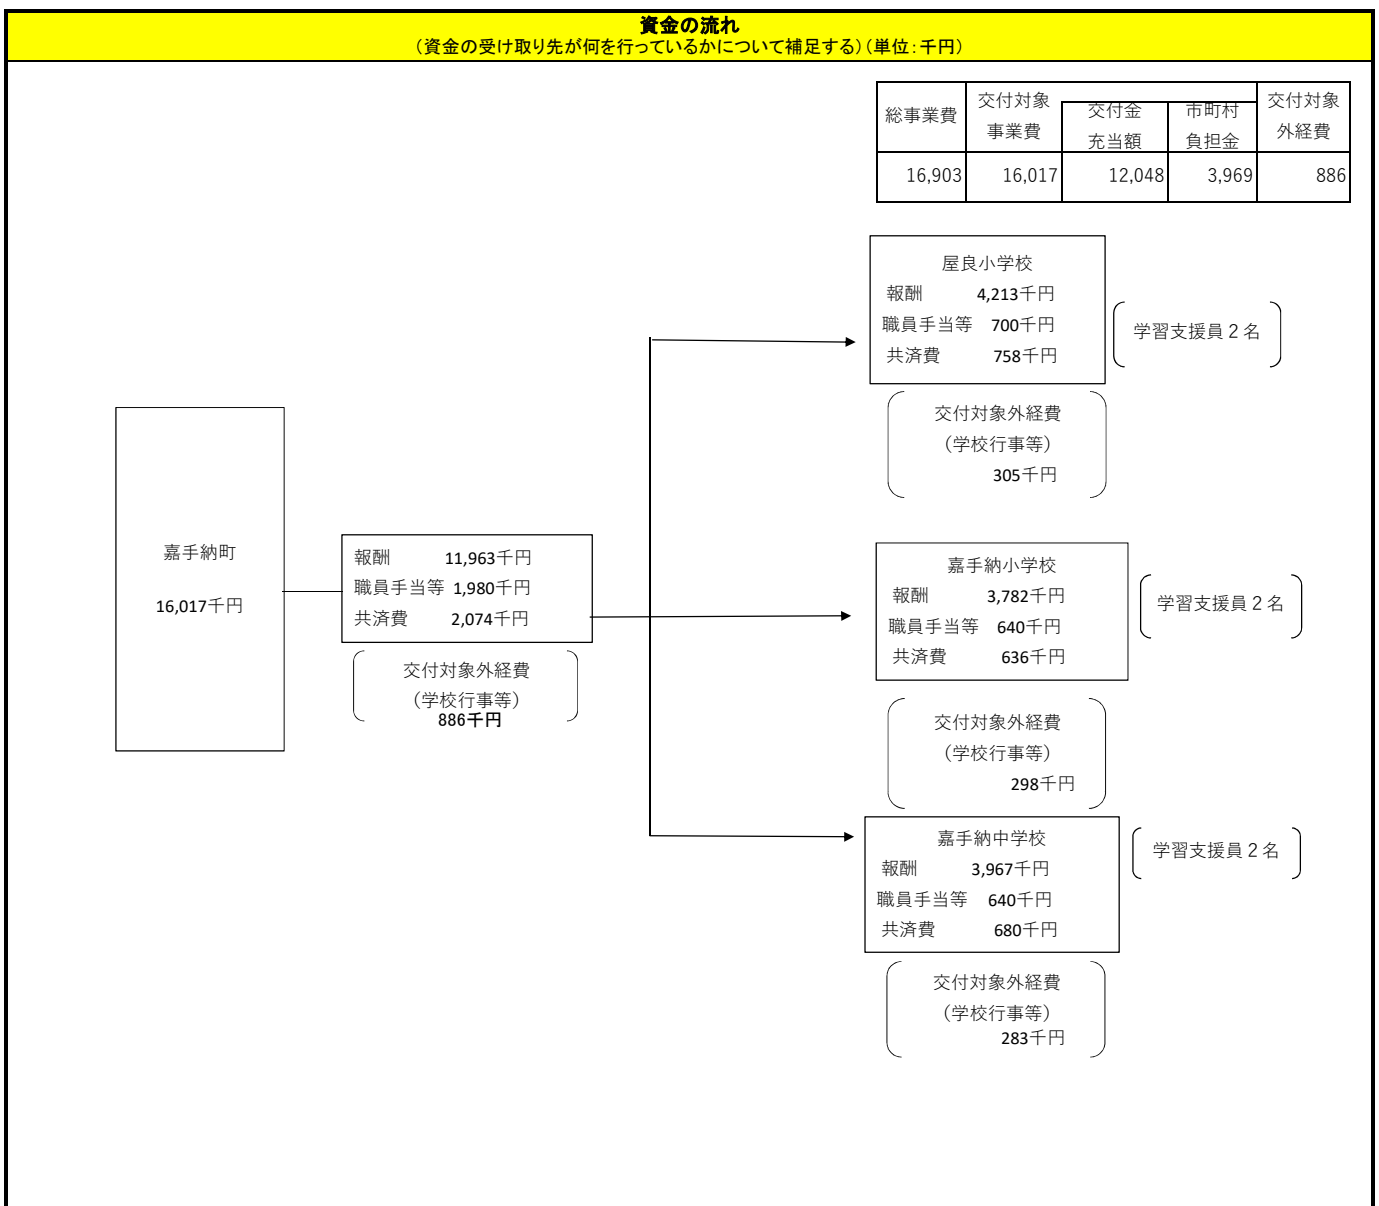 資金の流れ
（資金の受け取り先が何を行っているかについて補足する）（単位：千円）
総事業費 交付対象事業費 交付金充当額 市町村負担金 交付対象外経費
16,903 16,017 12,048 3,969 886
屋良小学校
報酬 4,213千円
職員手当等 700千円
共済費 758千円
学習支援員２名
交付対象外経費
（学校行事等）
305千円
嘉手納町
16,017千円
報酬 11,963千円
職員手当等 1,980千円
共済費 2,074千円
交付対象外経費
（学校行事等）
886千円
嘉手納小学校
報酬 3,782千円
職員手当等 640千円
共済費 636千円
学習支援員２名
交付対象外経費
（学校行事等）
298千円
嘉手納中学校
報酬 3,967千円
職員手当等 640千円
共済費 680千円
学習支援員２名
交付対象外経費
（学校行事等）
283千円